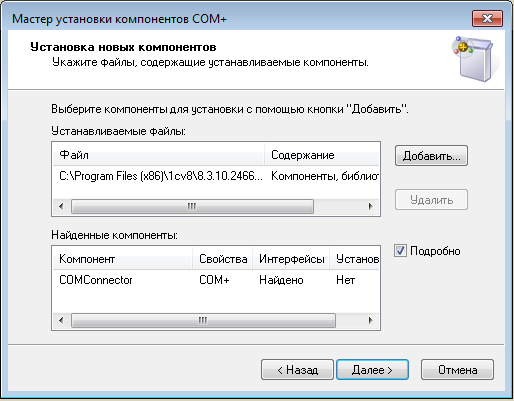 Мастер установки компонентов COM+
Установка новых компонентов
Укажите файлы, содержащие устанавливаемые компоненты.
Выберите компоненты для установки с помощью кнопки "Добавить".
Устанавливаемые файлы:
Файл Содержание
C:\Program Files (x86)\1cv8\8.3.10.2466... Компоненты, библиот
Добавить...
Удалить
Найденные компоненты:
Компонент Свойства Интерфейсы Установ
COMConnector COM+ Найдено Нет
Подробно
< Назад Далее > Отмена